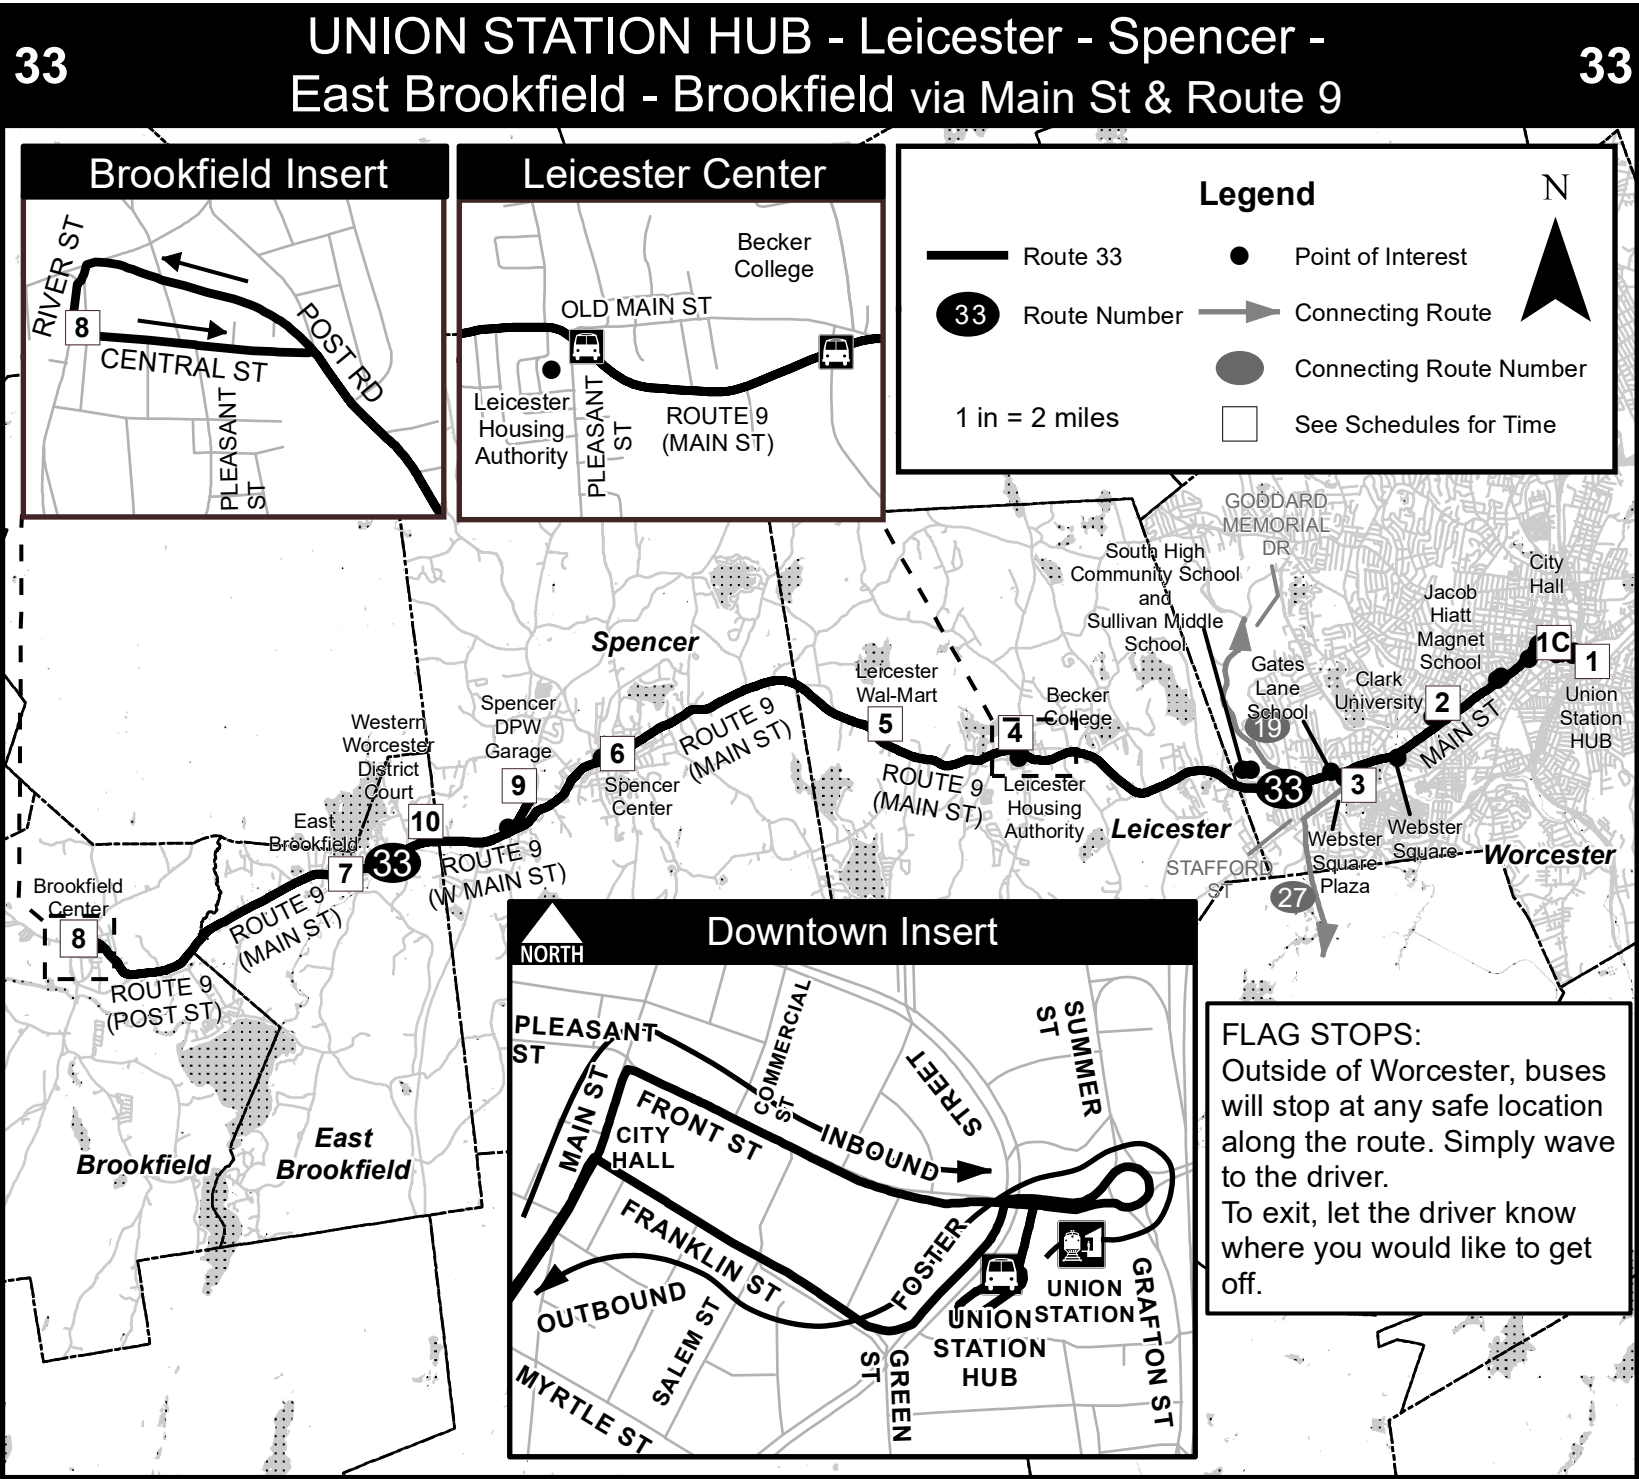 33
UNION STATION HUB - Leicester - Spencer -
East Brookfield - Brookfield via Main St & Route 9
33
Brookfield Insert
RIVER ST
8
CENTRAL ST
POST RD
PLEASANT
ST
Leicester Center
Becker
College
OLD MAIN ST
Leicester
Housing
Authority
PLEASANT
ST
ROUTE 9
(MAIN ST)
Legend
N
Route 33
Point of Interest
33
Route Number
Connecting Route
Connecting Route Number
1 in = 2 miles
See Schedules for Time
GODDARD
MEMORIAL
DR
South High
Community School
and
Sullivan Middle
School
City
Hall
Jacob
Hiatt
Magnet
School
1C
1
Union
Station
HUB
Gates
Lane
School
Clark
University
2
MAIN ST
19
Spencer
Leicester
Wal-Mart
5
Becker
College
4
Leicester
Housing
Authority
ROUTE 9
(MAIN ST)
ROUTE 9
(MAIN ST)
Leicester
33
3
Webster
Square
Plaza
Webster
Square
Worcester
STAFFORD
ST
27
Spencer
DPW
Garage
9
6
Spencer
Center
Western
Worcester
District
Court
10
East
Brookfield
7
33
ROUTE 9
(W MAIN ST)
ROUTE 9
(MAIN ST)
Brookfield
Center
8
ROUTE 9
(POST ST)
Brookfield
East
Brookfield
NORTH
Downtown Insert
PLEASANT
ST
MAIN ST
COMMERCIAL
ST
STREET
SUMMER
ST
FRONT ST
INBOUND
CITY
HALL
FRANKLIN ST
FOSTER
OUTBOUND
SALEM ST
MYRTLE ST
GREEN
ST
UNION
STATION
HUB
1
UNION
STATION
GRAFTON ST
FLAG STOPS:
Outside of Worcester, buses
will stop at any safe location
along the route. Simply wave
to the driver.
To exit, let the driver know
where you would like to get
off.